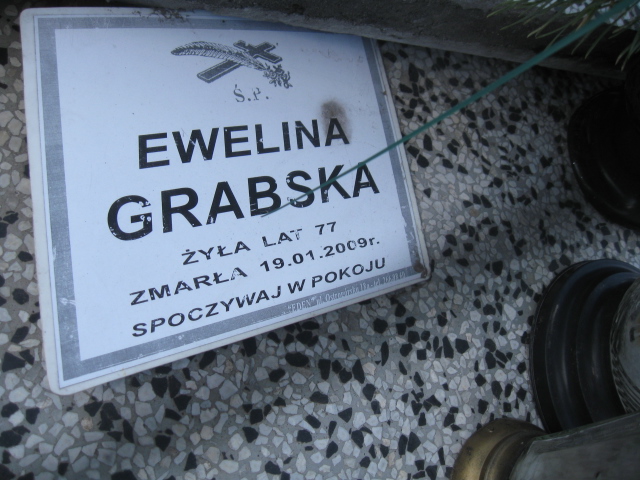 Ś.P.
EWELINA
GRABSKA
ŻYŁA LAT 77
ZMARŁA 19.01.2009r.
SPOCZYWAJ W POKOJU